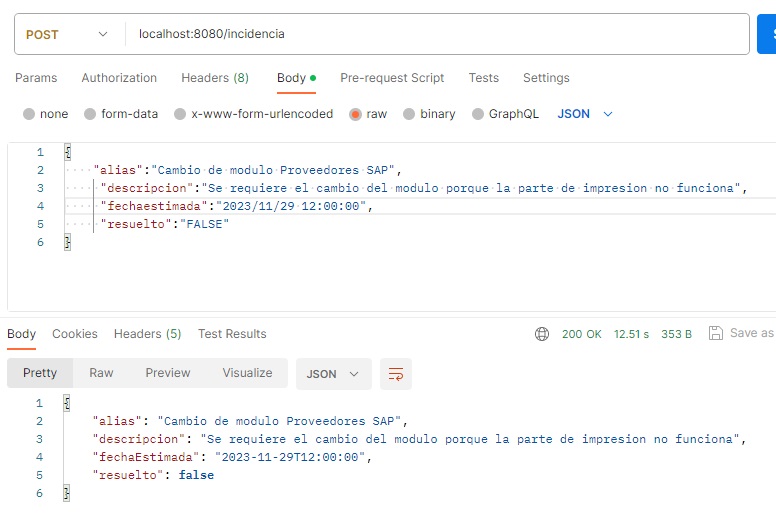 POST localhost:8080/incidencia S
Params Authorization Headers (8) Body Pre-request Script Tests Settings
none form-data x-www-form-urlencoded raw binary GraphQL JSON
1 {
2 "alias":"Cambio de modulo Proveedores SAP",
3 "descripcion":"Se requiere el cambio del modulo porque la parte de impresion no funciona",
4 "fechaestimada":"2023/11/29 12:00:00",
5 "resuelto":"FALSE"
6 }
Body Cookies Headers (5) Test Results 200 OK 12.51 s 353 B Save as
Pretty Raw Preview Visualize JSON
1 {
2 "alias": "Cambio de modulo Proveedores SAP",
3 "descripcion": "Se requiere el cambio del modulo porque la parte de impresion no funciona",
4 "fechaEstimada": "2023-11-29T12:00:00",
5 "resuelto": false
6 }